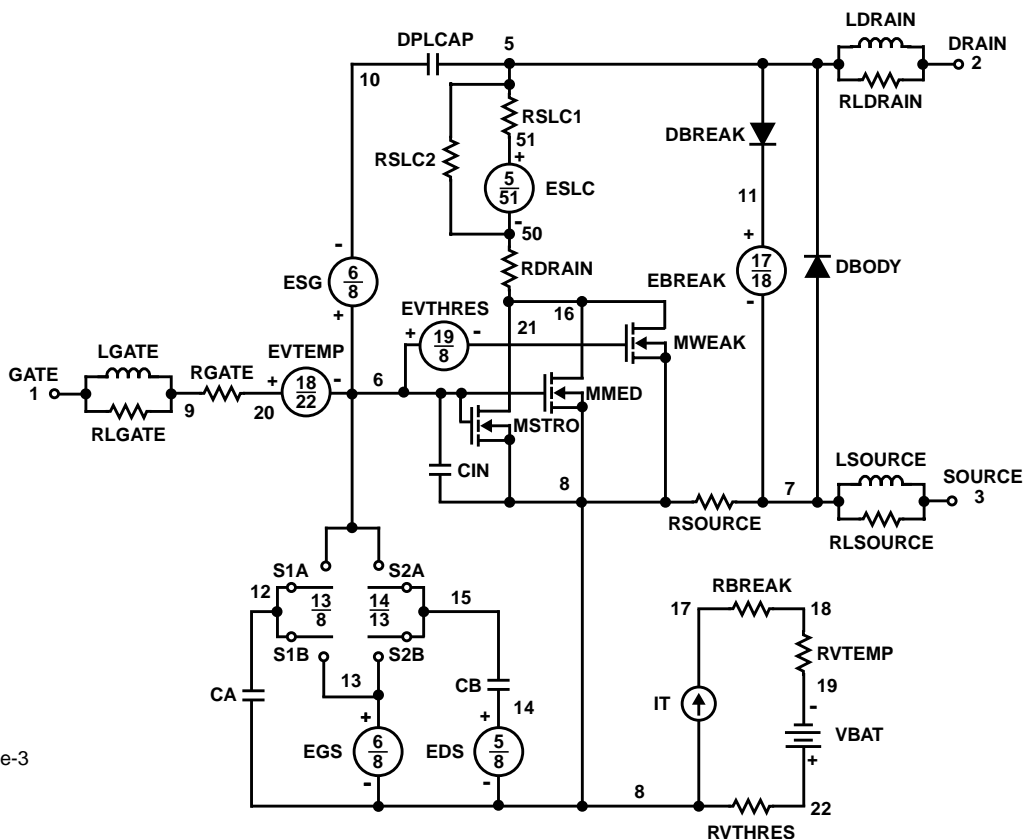 LDRAIN
DPLCAP 5 DRAIN
10 2
RSLC1 RLDRAIN
51 DBREAK
RSLC2 +
5
51 ESLC
11
-
50
- +
RDRAIN 17
18 DBODY
ESG 6
8 EBREAK
+ EVTHRES 16 -
+ 19
8 - 21 MWEAK
LGATE EVTEMP
GATE RGATE + 18
22 - 6 MMED
1 9 20
RLGATE MSTRO
CIN LSOURCE
8 7 SOURCE
3
RSOURCE RLSOURCE
S1A S2A
12 13
8 14
13 15 RBREAK
17 18
S1B S2B RVTEMP
13 CB 19
CA 14 IT -
+ + VBAT
EGS 6
8 EDS 5
8 +
e-3
- - 8 22
RVTHRES